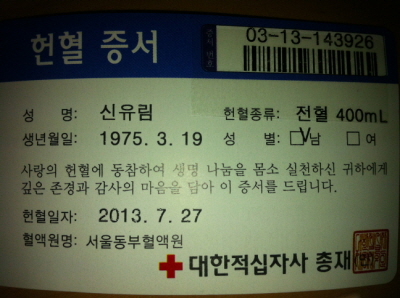 헌혈 증서
증서 번호
03-13-143926
성 명: 신유림 헌혈종류: 전혈 400mL
생년월일: 1975. 3. 19 성 별: ☑남 ☐여
사랑의 헌혈에 동참하여 생명 나눔을 몸소 실천하신 귀하에게
깊은 존경과 감사의 마음을 담아 이 증서를 드립니다.
헌혈일자: 2013. 7. 27
혈액원명: 서울동부혈액원
대한적십자사 총재 (인)